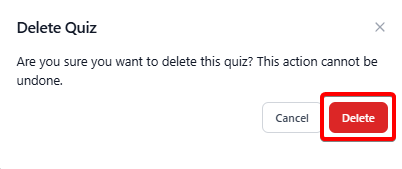 Delete Quiz
Are you sure you want to delete this quiz? This action cannot be
undone.
Cancel
Delete